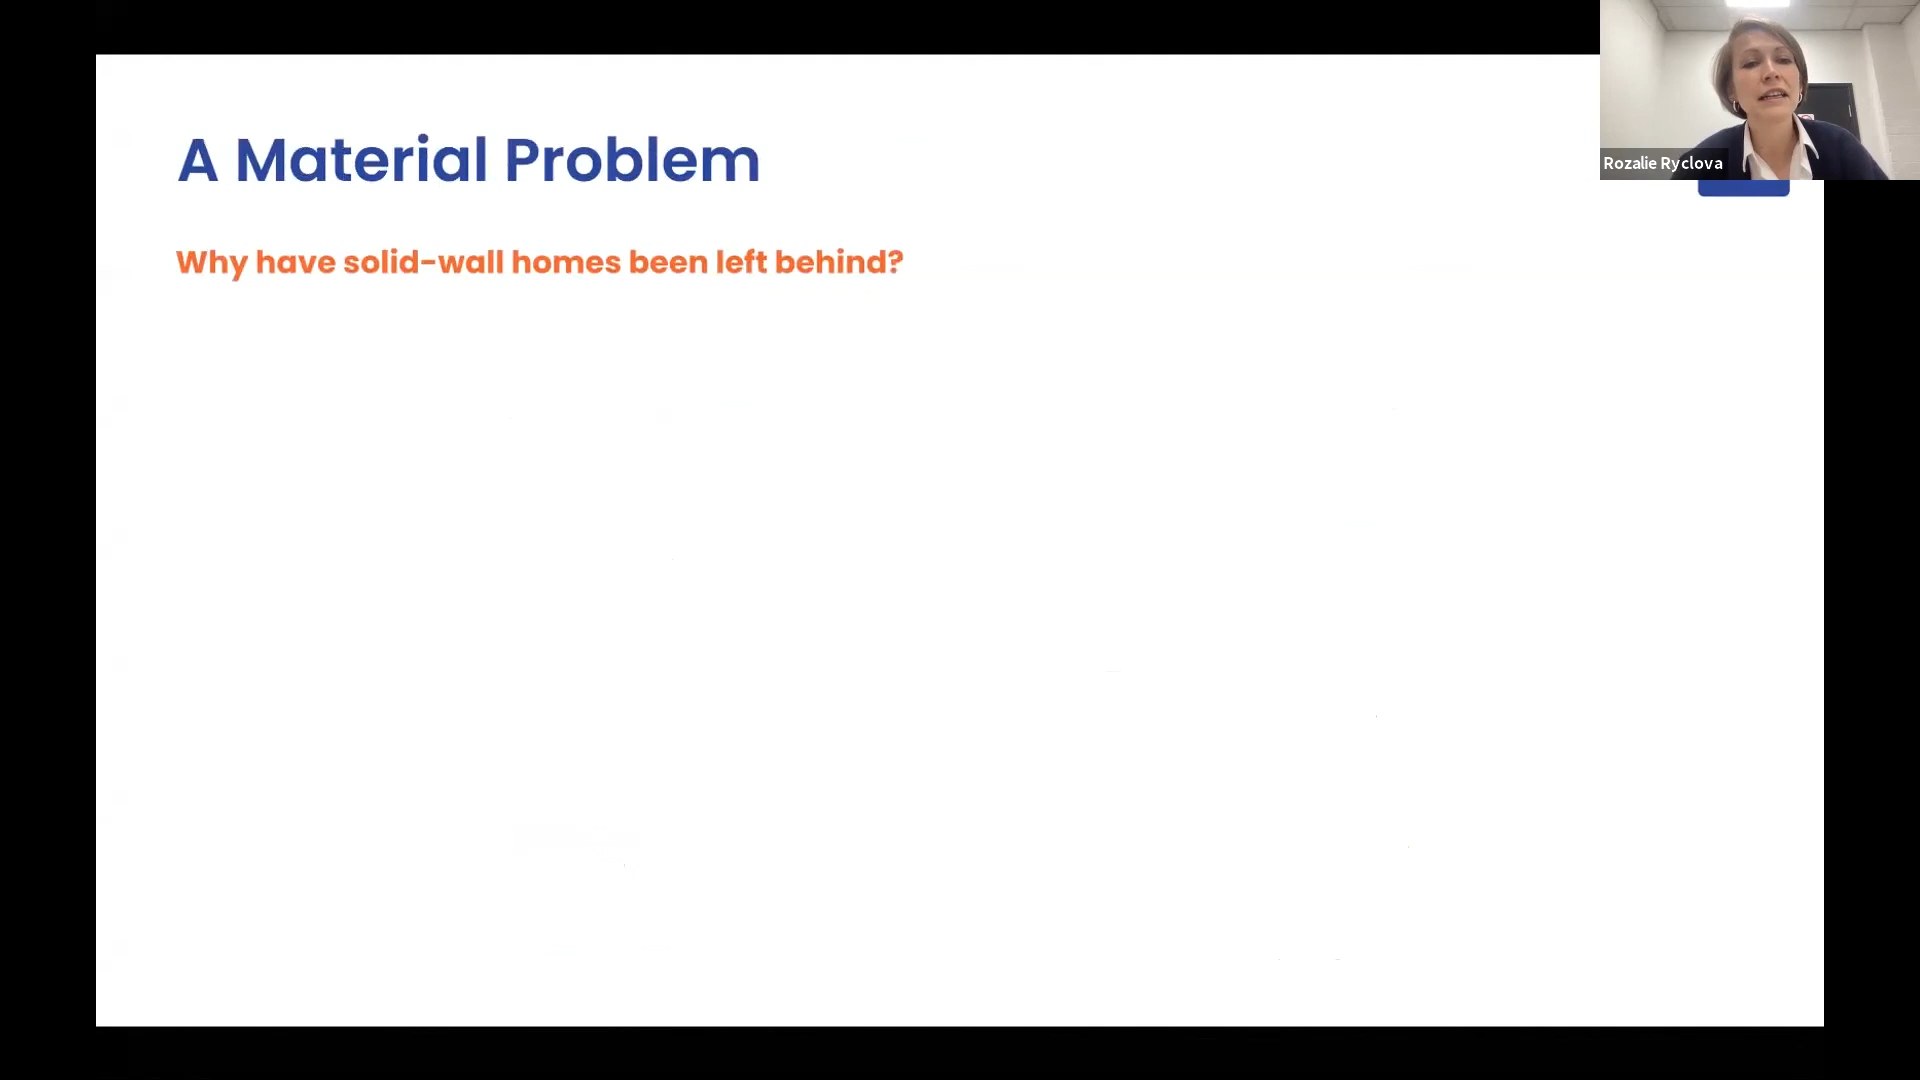 A Material Problem
Rozalie Ryclova
Why have solid-wall homes been left behind?